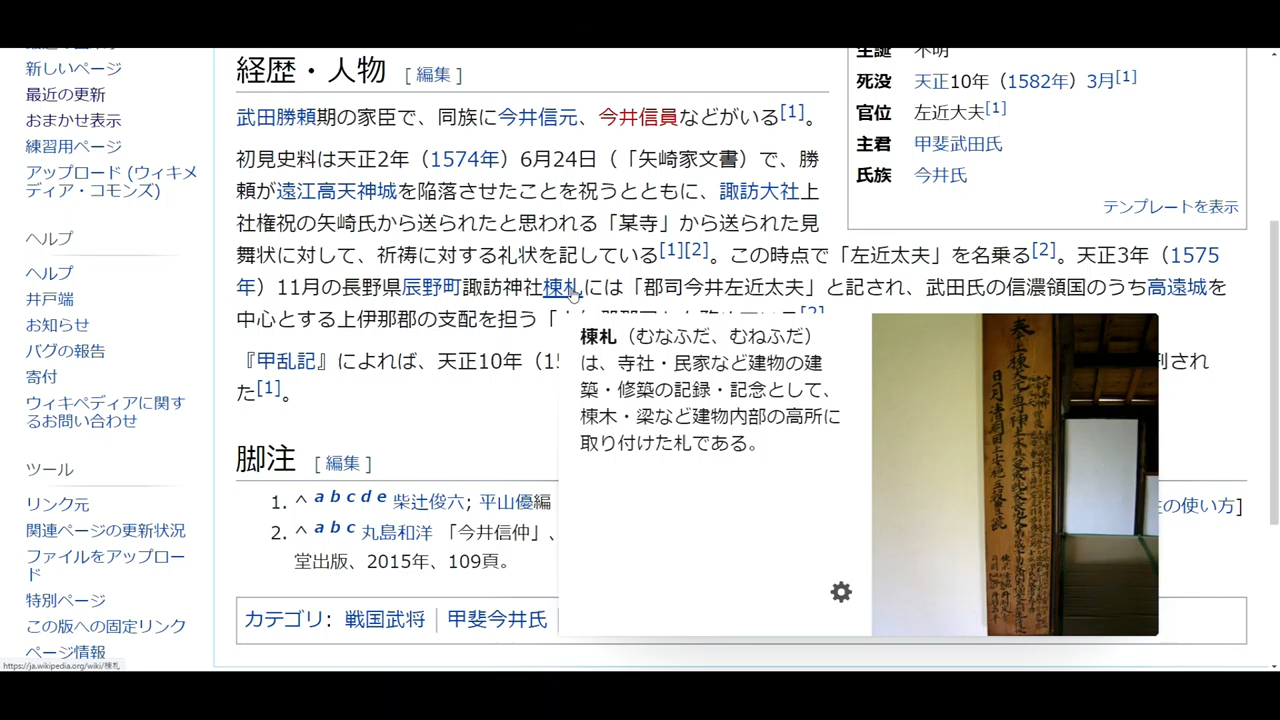 新しいページ
最近の更新
おまかせ表示
練習用ページ
アップロード (ウィキメ
ディア・コモンズ)
ヘルプ
ヘルプ
井戸端
お知らせ
バグの報告
寄付
ウィキペディアに関す
るお問い合わせ
ツール
リンク元
関連ページの更新状況
ファイルをアップロー
ド
特別ページ
この版への固定リンク
ページ情報
https://ja.wikipedia.org/wiki/棟札
経歴・人物 [編集]
武田勝頼期の家臣で、同族に今井信元、今井信員などがいる[1]。
初見史料は天正2年（1574年）6月24日（「矢崎家文書）で、勝
頼が遠江高天神城を陥落させたことを祝うとともに、諏訪大社上
社権祝の矢崎氏から送られたと思われる「某寺」から送られた見
舞状に対して、祈祷に対する礼状を記している[1][2]。この時点で「左近太夫」を名乗る[2]。天正3年（1575
年）11月の長野県辰野町諏訪神社棟札には「郡司今井左近太夫」と記され、武田氏の信濃領国のうち高遠城を
中心とする上伊那郡の支配を担う「
『甲乱記』によれば、天正10年（15
た[1]。
生誕 不明
死没 天正10年（1582年）3月[1]
官位 左近大夫[1]
主君 甲斐武田氏
氏族 今井氏
テンプレートを表示
棟札（むなふだ、むねふだ）
は、寺社・民家など建物の建
築・修築の記録・記念として、
棟木・梁など建物内部の高所に
取り付けた札である。
脚注 [編集]
1. ^ a b c d e 柴辻俊六; 平山優編
2. ^ a b c 丸島和洋 「今井信仲」、
堂出版、2015年、109頁。
の使い方]
カテゴリ: 戦国武将 | 甲斐今井氏